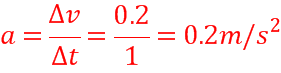 a = Δv/Δt = 0.2/1 = 0.2m/s²